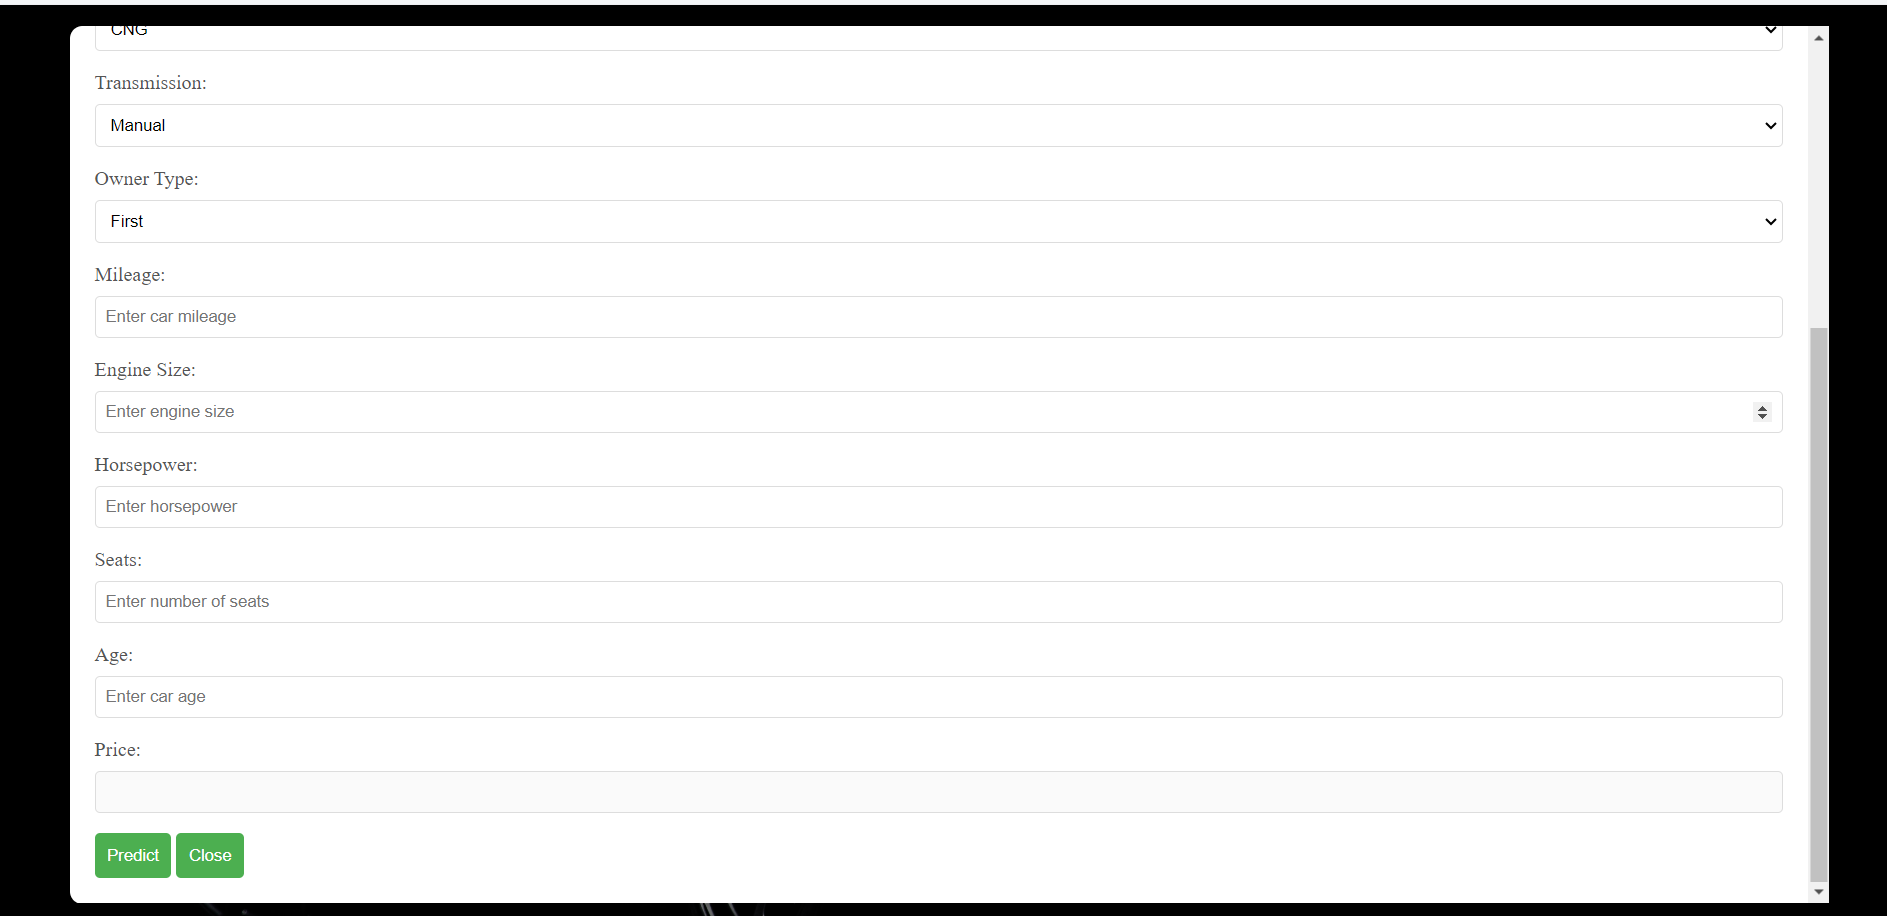 CNG
Transmission:
Manual
Owner Type:
First
Mileage:
Enter car mileage
Engine Size:
Enter engine size
Horsepower:
Enter horsepower
Seats:
Enter number of seats
Age:
Enter car age
Price:
Predict Close